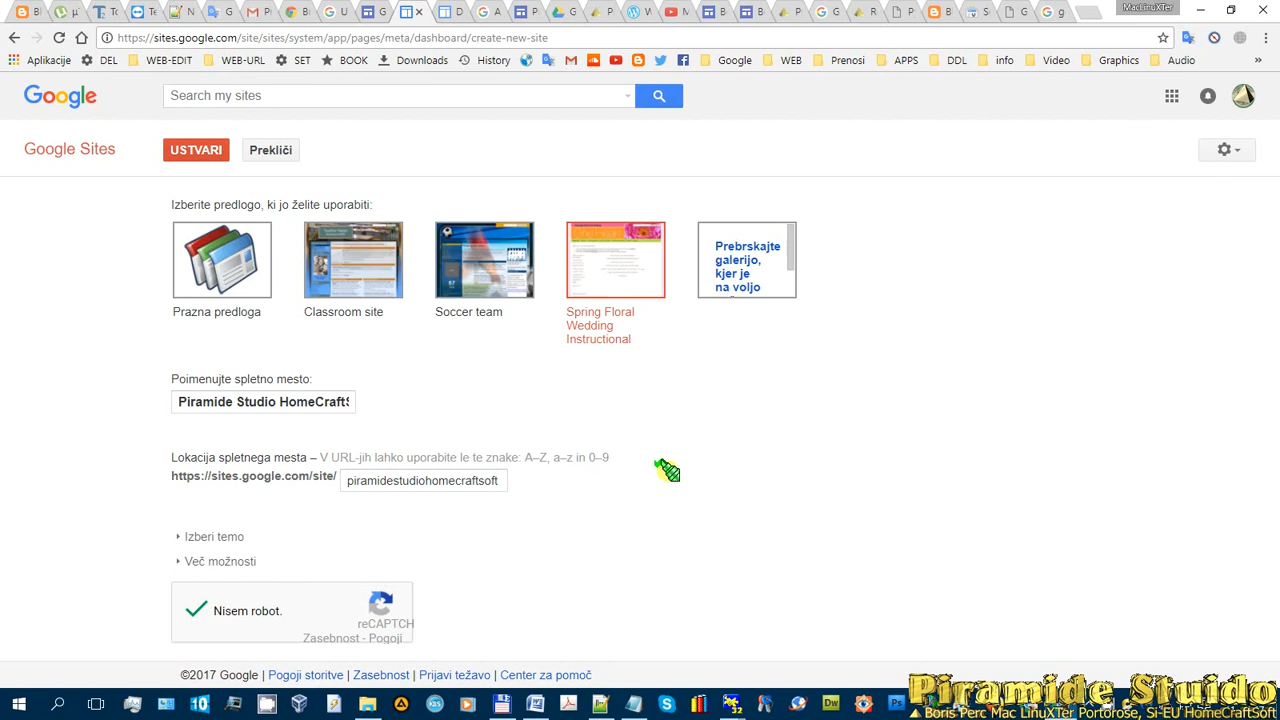 MacLinuXTer
https://sites.google.com/site/sites/system/app/pages/meta/dashboard/create-new-site
Aplikacije DEL WEB-EDIT WEB-URL SET BOOK Downloads History Google WEB Prenosi APPS DDL info Video Graphics Audio »
Google Search my sites
Google Sites USTVARI Prekliči
Izberite predlogo, ki jo želite uporabiti:
Prebrskajte
galerijo,
kjer je
na voljo
Prazna predloga Classroom site Soccer team Spring Floral
Wedding
Instructional
Poimenujte spletno mesto:
Piramide Studio HomeCraftS
Lokacija spletnega mesta – V URL-jih lahko uporabite le te znake: A–Z, a–z in 0–9
https://sites.google.com/site/ piramidestudiohomecraftsoft
Izberi temo
Več možnosti
Nisem robot.
reCAPTCH
Zasebnost - Pogoji
©2017 Google | Pogoji storitve | Zasebnost | Prijavi težavo | Center za pomoč
Piramide Stuido
▲ Boris Perc Mac LinuXTer Portorose, Si-EU HomeCraftSoft